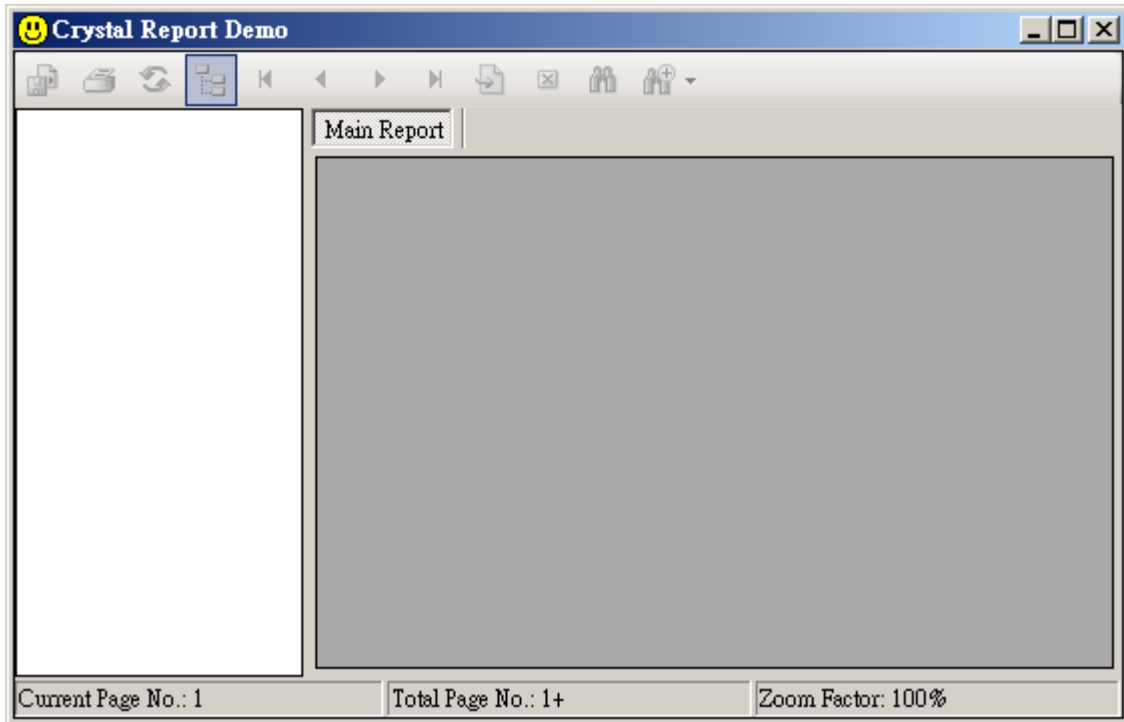 Crystal Report Demo
Main Report
Current Page No.: 1
Total Page No.: 1+
Zoom Factor: 100%